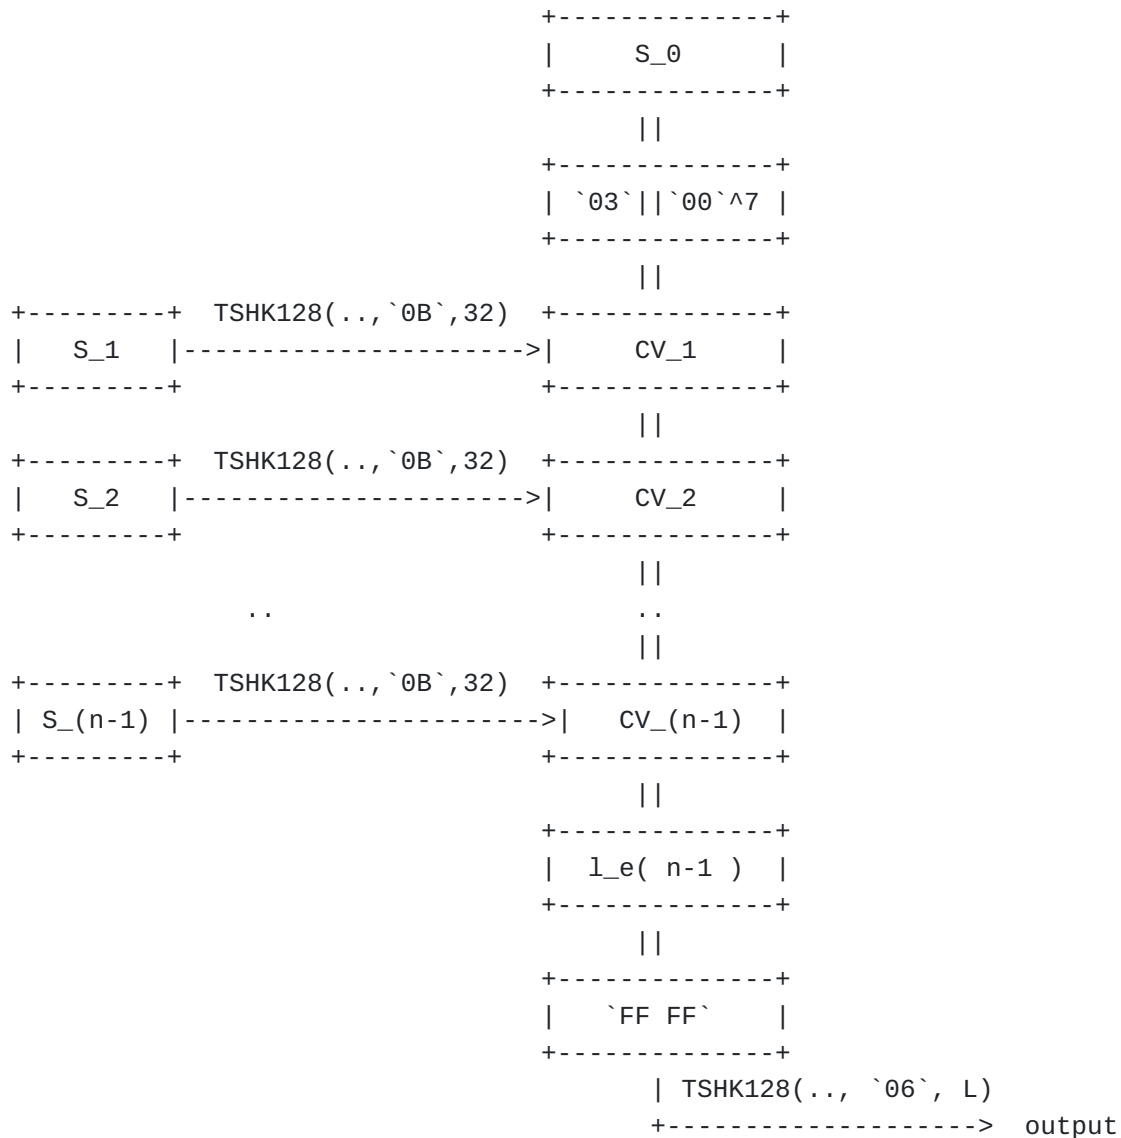 +--------------+
                                  |     S_0      |
                                  +--------------+
                                        ||
                                  +--------------+
                                  | `03`||`00`^7 |
                                  +--------------+
                                        ||
+---------+  TSHK128(..,`0B`,32)  +--------------+
|   S_1   |---------------------->|     CV_1     |
+---------+                       +--------------+
                                        ||
+---------+  TSHK128(..,`0B`,32)  +--------------+
|   S_2   |---------------------->|     CV_2     |
+---------+                       +--------------+
                                        ||
               ..                       ..
                                        ||
+---------+  TSHK128(..,`0B`,32)  +--------------+
| S_(n-1) |----------------------->|   CV_(n-1)  |
+---------+                       +--------------+
                                        ||
                                  +--------------+
                                  |  l_e( n-1 )  |
                                  +--------------+
                                        ||
                                  +--------------+
                                  |   `FF FF`    |
                                  +--------------+
                                         | TSHK128(.., `06`, L)
                                         +-------------------->  output